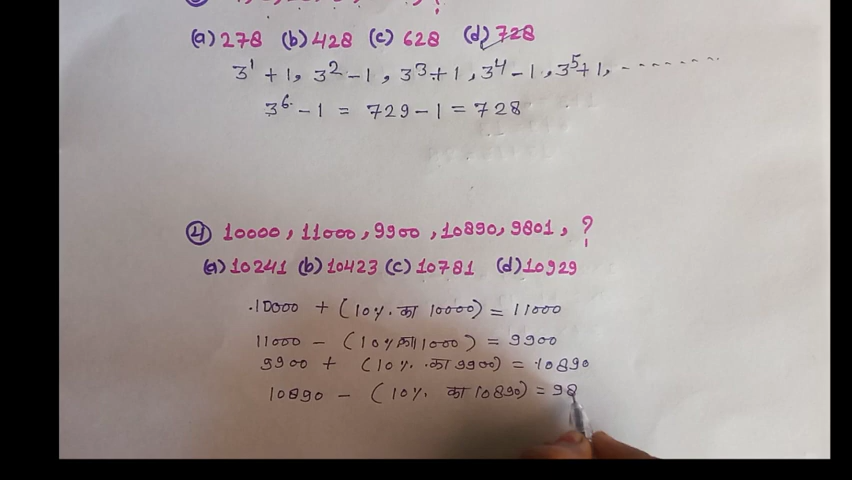 (a) 278 (b) 428 (c) 628 (d) 728
3¹+1, 3²-1, 3³+1, 3⁴-1, 3⁵+1, -------
3⁶-1 = 729-1 = 728
④ 10000, 11000, 9900, 10890, 9801, ?
(a) 10241 (b) 10423 (c) 10781 (d) 10929
10000 + (10% का 10000) = 11000
11000 - (10% का 11000) = 9900
9900 + (10% का 9900) = 10890
10890 - (10% का 10890) = 98